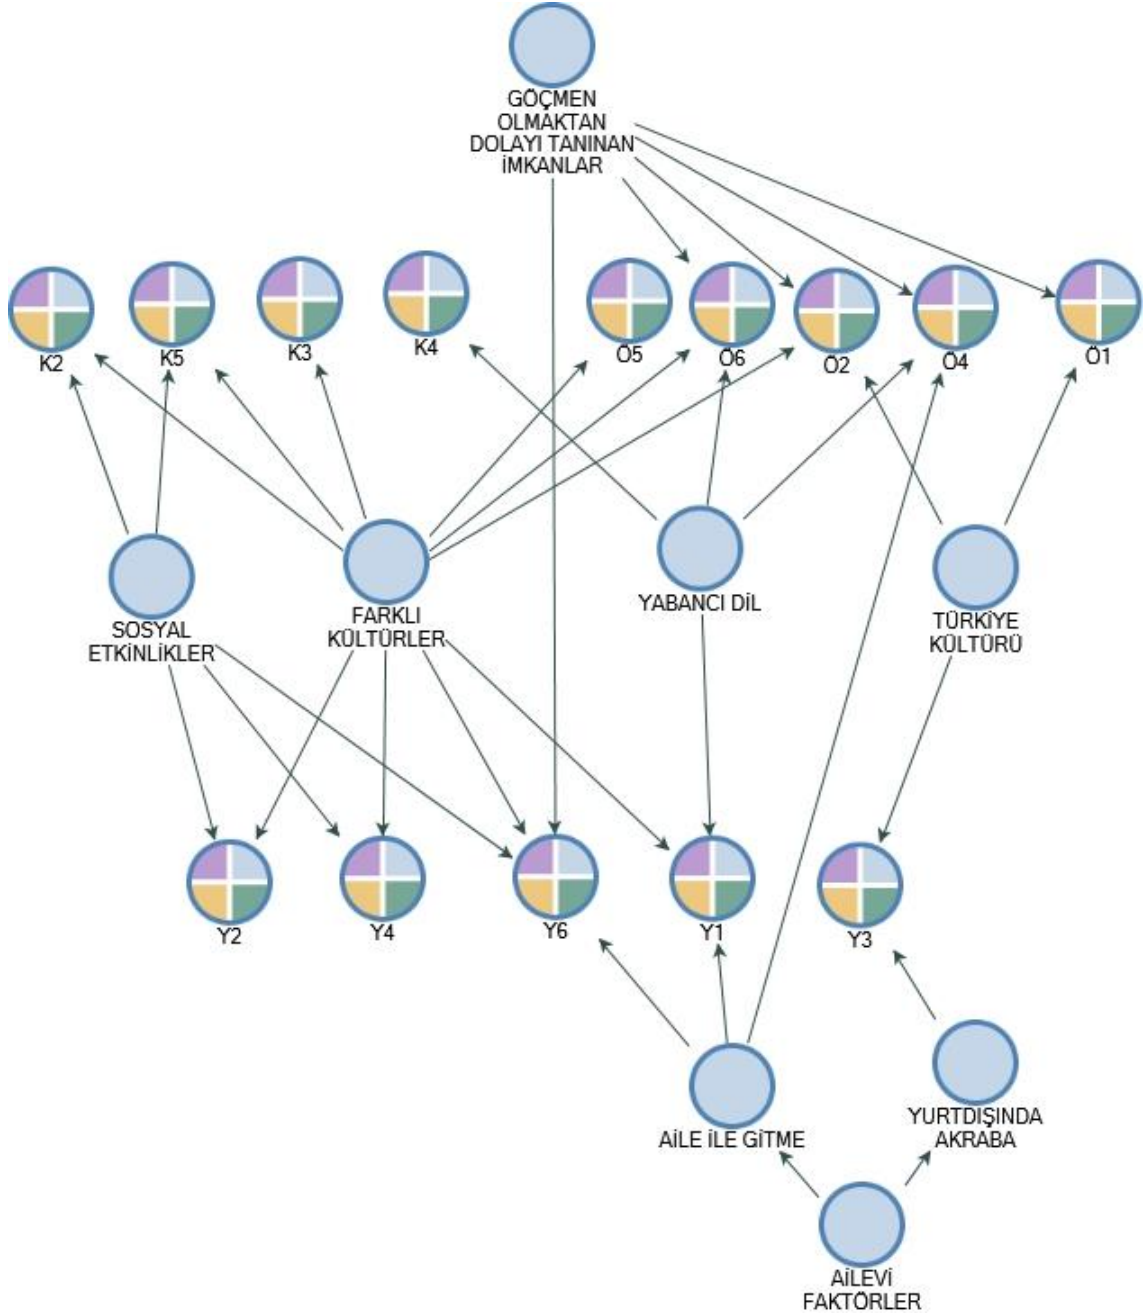 GÖÇMEN
OLMAKTAN
DOLAYI TANINAN
İMKANLAR
K2
K5
K3
K4
Ö5
Ö6
Ö2
Ö4
Ö1
SOSYAL
ETKİNLİKLER
FARKLI
KÜLTÜRLER
YABANCI DİL
TÜRKİYE
KÜLTÜRÜ
Y2
Y4
Y6
Y1
Y3
AİLE İLE GİTME
YURTDIŞINDA
AKRABA
AİLEVİ
FAKTÖRLER